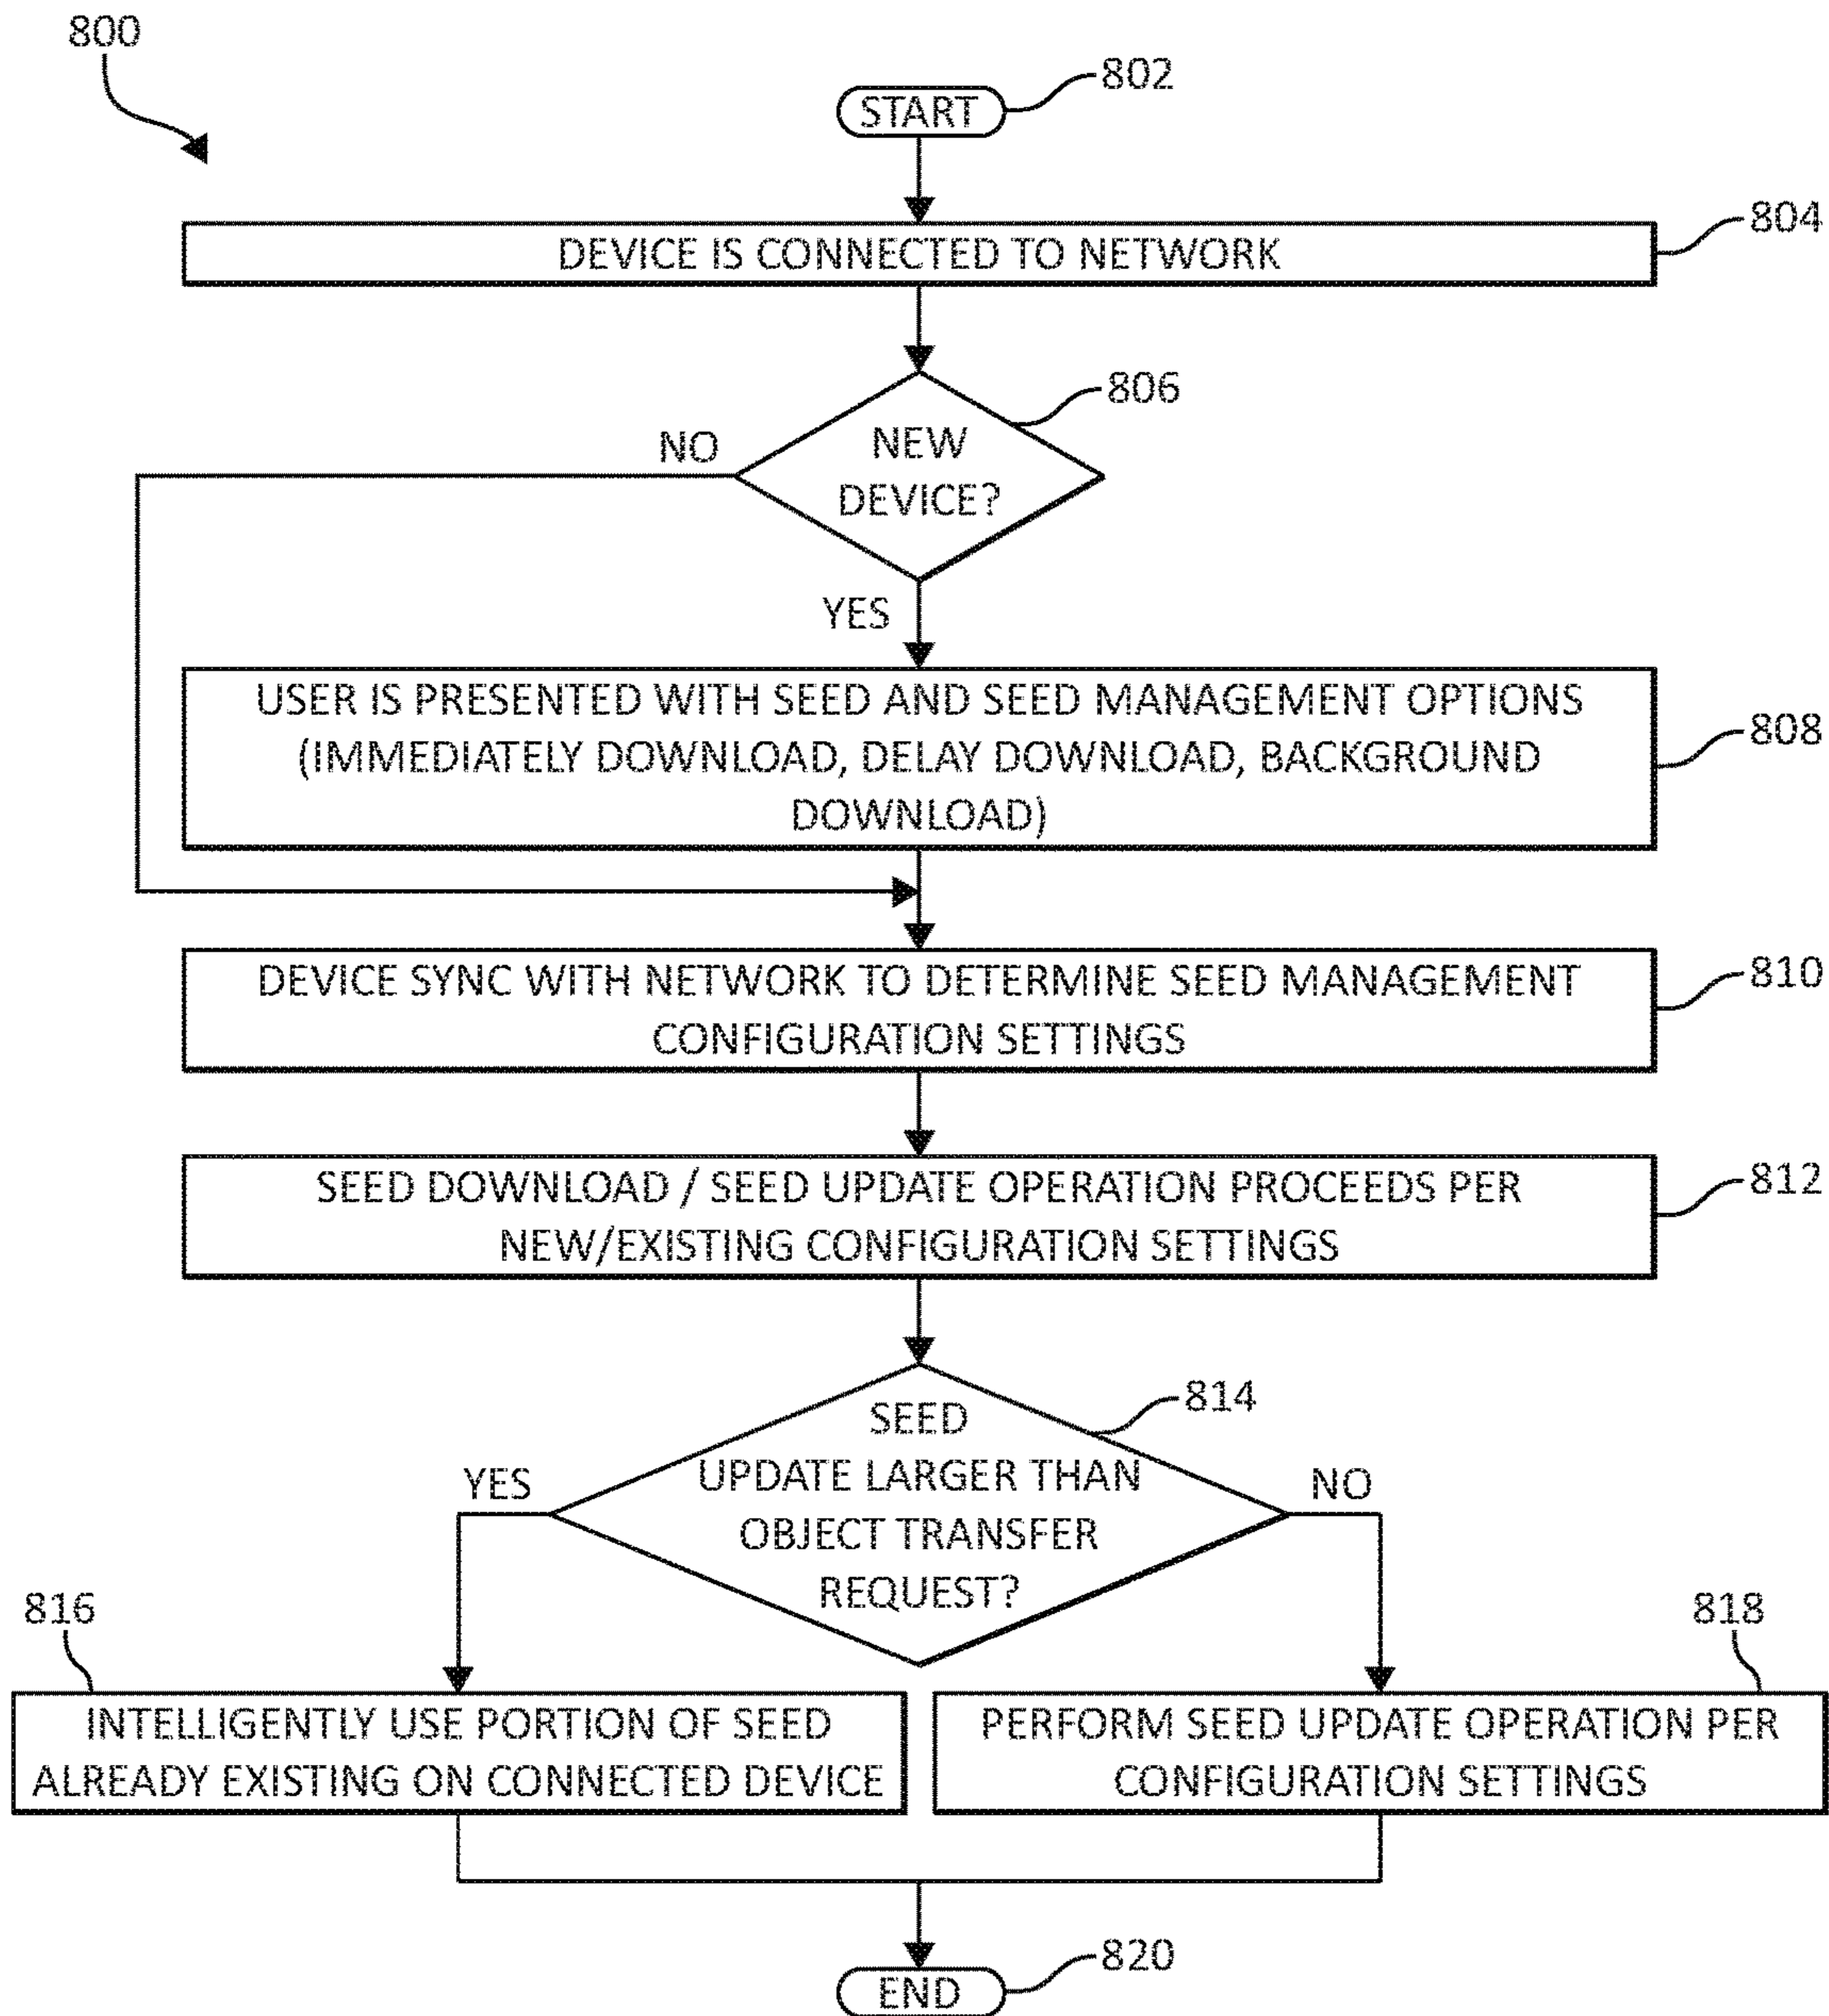 800
802
START
DEVICE IS CONNECTED TO NETWORK
804
806
NO
NEW
DEVICE?
YES
USER IS PRESENTED WITH SEED AND SEED MANAGEMENT OPTIONS
(IMMEDIATELY DOWNLOAD, DELAY DOWNLOAD, BACKGROUND
DOWNLOAD)
808
DEVICE SYNC WITH NETWORK TO DETERMINE SEED MANAGEMENT
CONFIGURATION SETTINGS
810
SEED DOWNLOAD / SEED UPDATE OPERATION PROCEEDS PER
NEW/EXISTING CONFIGURATION SETTINGS
812
814
SEED
UPDATE LARGER THAN
OBJECT TRANSFER
REQUEST?
YES
NO
816
INTELLIGENTLY USE PORTION OF SEED
ALREADY EXISTING ON CONNECTED DEVICE
818
PERFORM SEED UPDATE OPERATION PER
CONFIGURATION SETTINGS
820
END